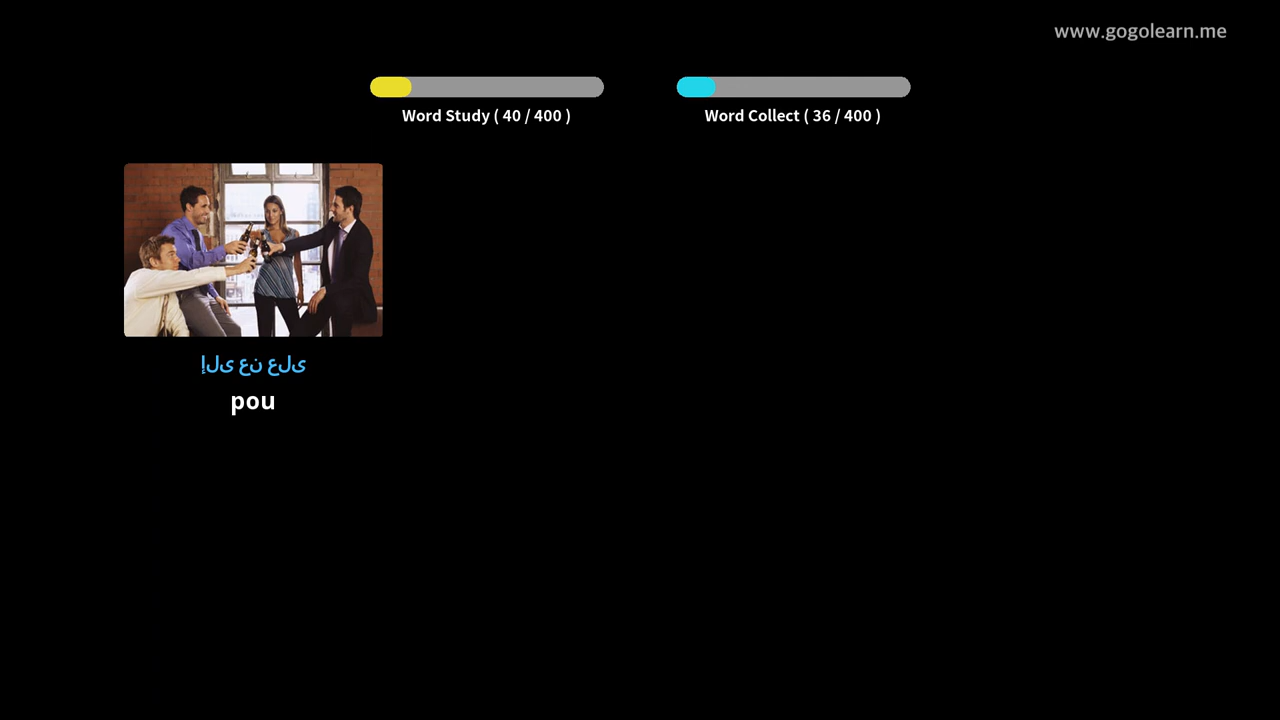 www.gogolearn.me
Word Study ( 40 / 400 )
Word Collect ( 36 / 400 )
إلى عن على
pou